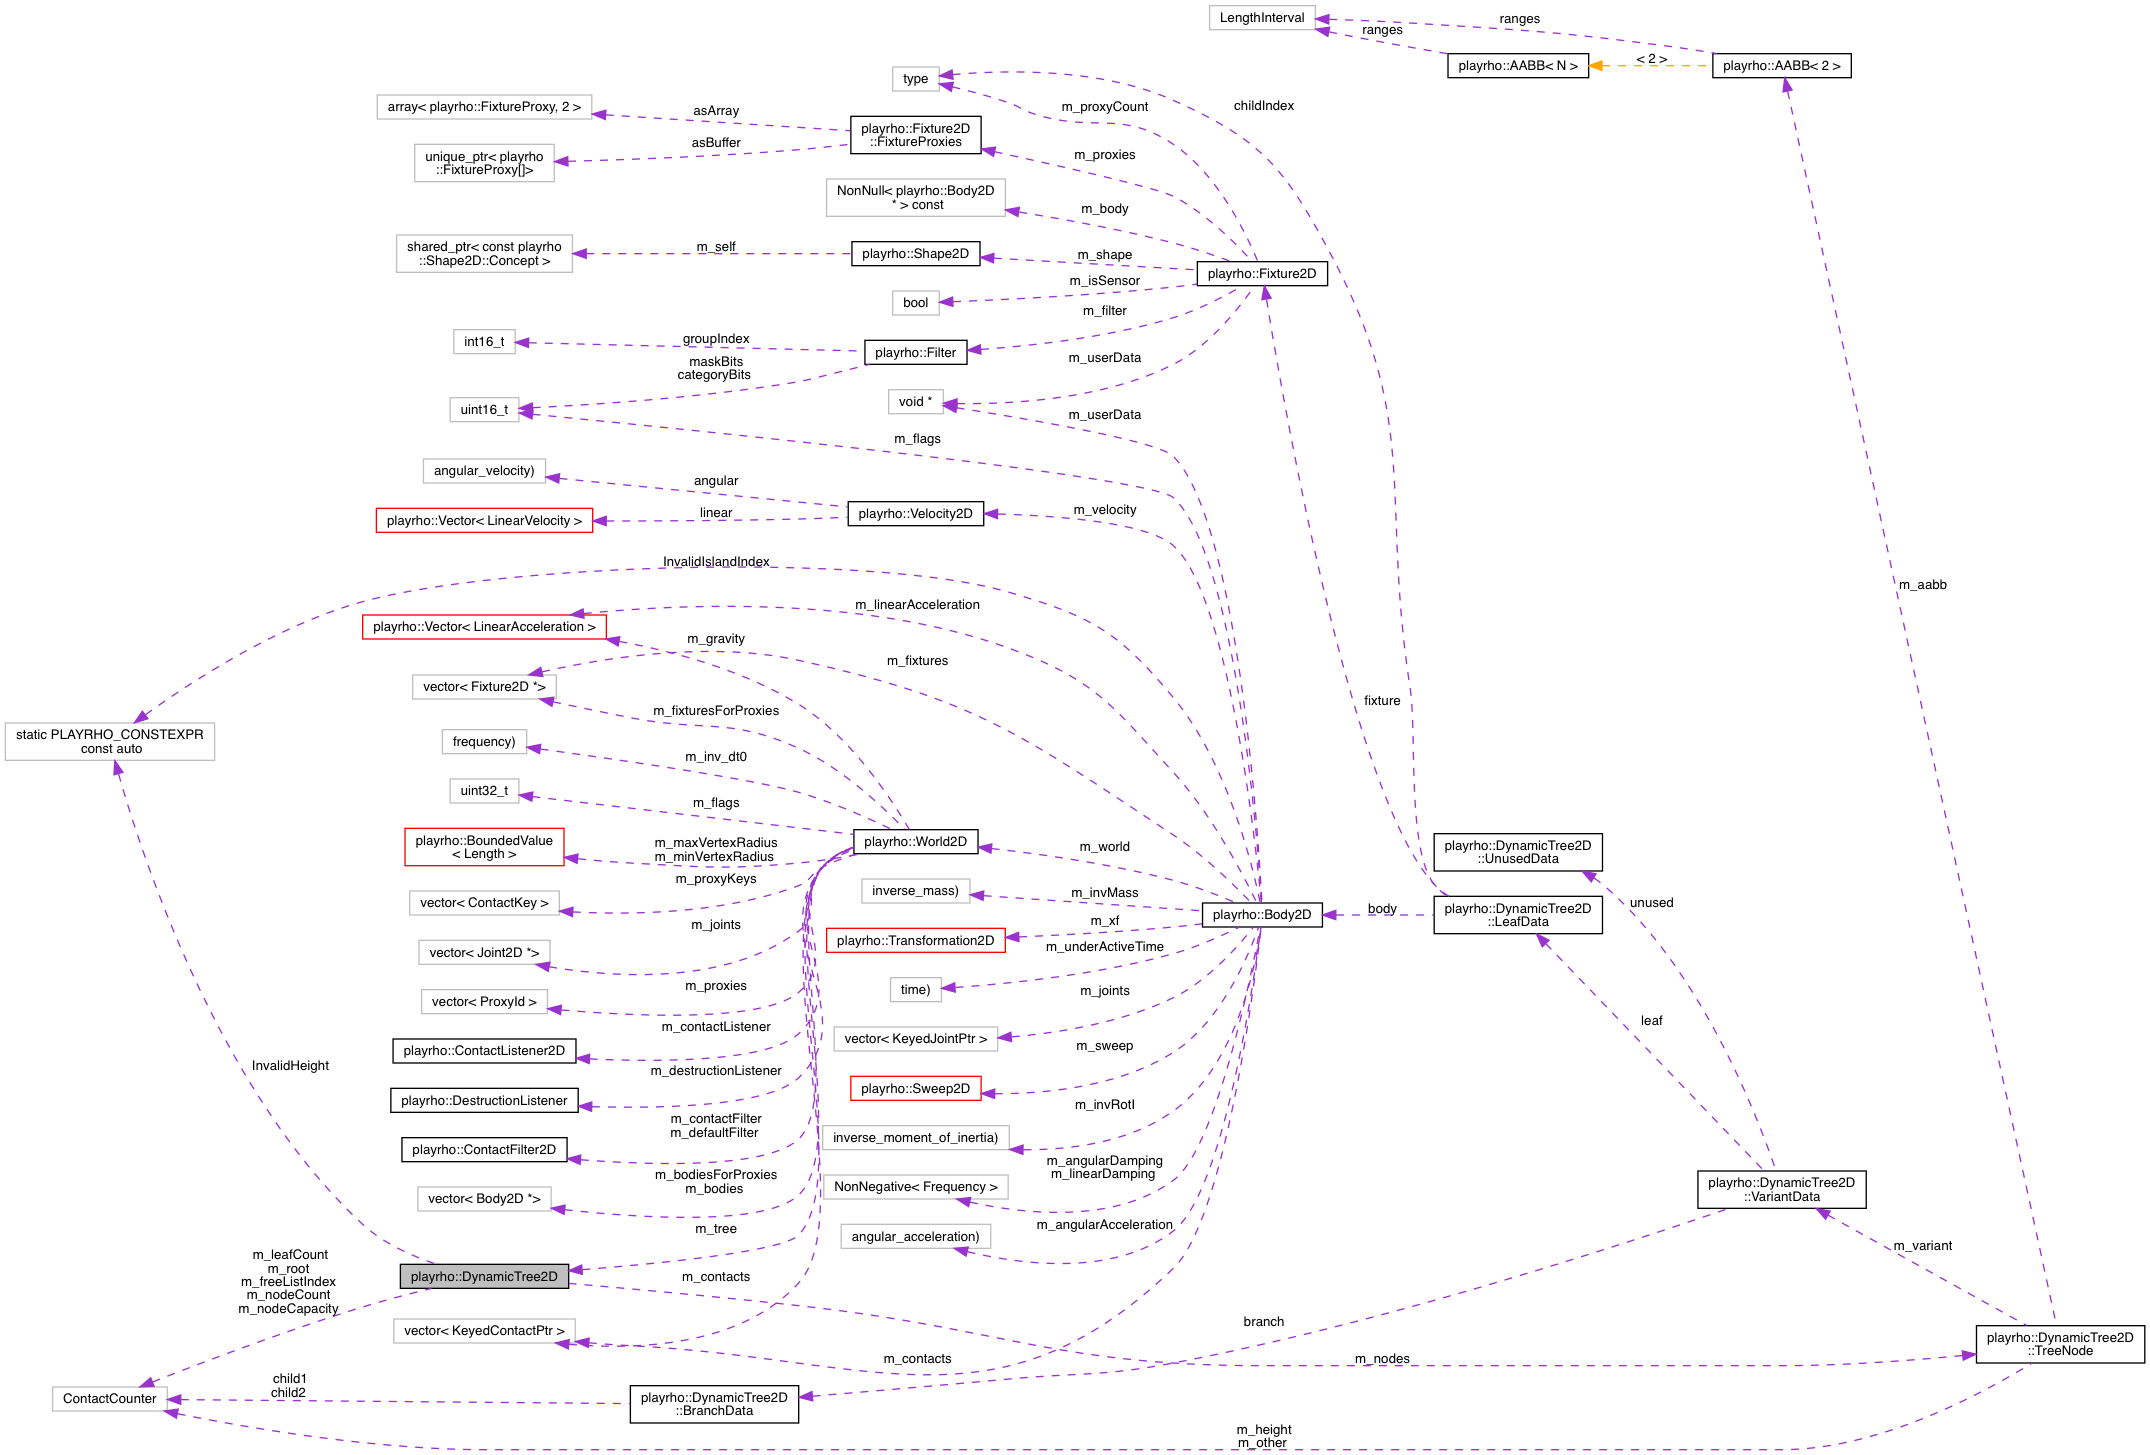 LengthInterval
ranges
ranges
playrho::AABB< N >
< 2 >
playrho::AABB< 2 >
type
childIndex
m_proxyCount
array< playrho::FixtureProxy, 2 >
asArray
playrho::Fixture2D
::FixtureProxies
asBuffer
unique_ptr< playrho
::FixtureProxy[]>
m_proxies
NonNull< playrho::Body2D
* > const
m_body
shared_ptr< const playrho
::Shape2D::Concept >
m_self
playrho::Shape2D
m_shape
playrho::Fixture2D
bool
m_isSensor
m_filter
int16_t
groupIndex
playrho::Filter
maskBits
categoryBits
m_userData
uint16_t
void *
m_userData
m_flags
angular_velocity)
angular
playrho::Vector< LinearVelocity >
linear
playrho::Velocity2D
m_velocity
InvalidIslandIndex
m_linearAcceleration
playrho::Vector< LinearAcceleration >
m_gravity
m_fixtures
m_aabb
vector< Fixture2D *>
m_fixturesForProxies
fixture
static PLAYRHO_CONSTEXPR
const auto
frequency)
m_inv_dt0
uint32_t
m_flags
playrho::BoundedValue
< Length >
m_maxVertexRadius
m_minVertexRadius
playrho::World2D
m_world
playrho::DynamicTree2D
::UnusedData
m_proxyKeys
vector< ContactKey >
inverse_mass)
m_invMass
playrho::Body2D
body
playrho::DynamicTree2D
::LeafData
unused
m_joints
m_xf
playrho::Transformation2D
m_underActiveTime
vector< Joint2D *>
m_proxies
time)
m_joints
vector< ProxyId >
m_contactListener
leaf
vector< KeyedJointPtr >
playrho::ContactListener2D
m_sweep
InvalidHeight
m_destructionListener
playrho::Sweep2D
playrho::DestructionListener
m_invRotI
m_contactFilter
m_defaultFilter
inverse_moment_of_inertia)
playrho::ContactFilter2D
m_angularDamping
m_linearDamping
m_bodiesForProxies
m_bodies
NonNegative< Frequency >
playrho::DynamicTree2D
::VariantData
vector< Body2D *>
m_tree
m_angularAcceleration
angular_acceleration)
m_variant
m_leafCount
m_root
m_freeListIndex
m_nodeCount
m_nodeCapacity
playrho::DynamicTree2D
m_contacts
branch
vector< KeyedContactPtr >
playrho::DynamicTree2D
::TreeNode
m_contacts
m_nodes
child1
child2
ContactCounter
playrho::DynamicTree2D
::BranchData
m_height
m_other